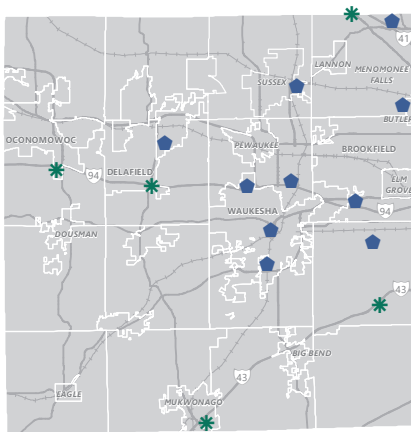 41
LANNON
MENOMONEE
FALLS
SUSSEX
BUTLER
OCONOMOWOC
PEWAUKEE
BROOKFIELD
94
DELAFIELD
ELM
GROVE
WAUKESHA
94
DOUSMAN
43
BIG BEND
43
EAGLE
MUKWONAGO